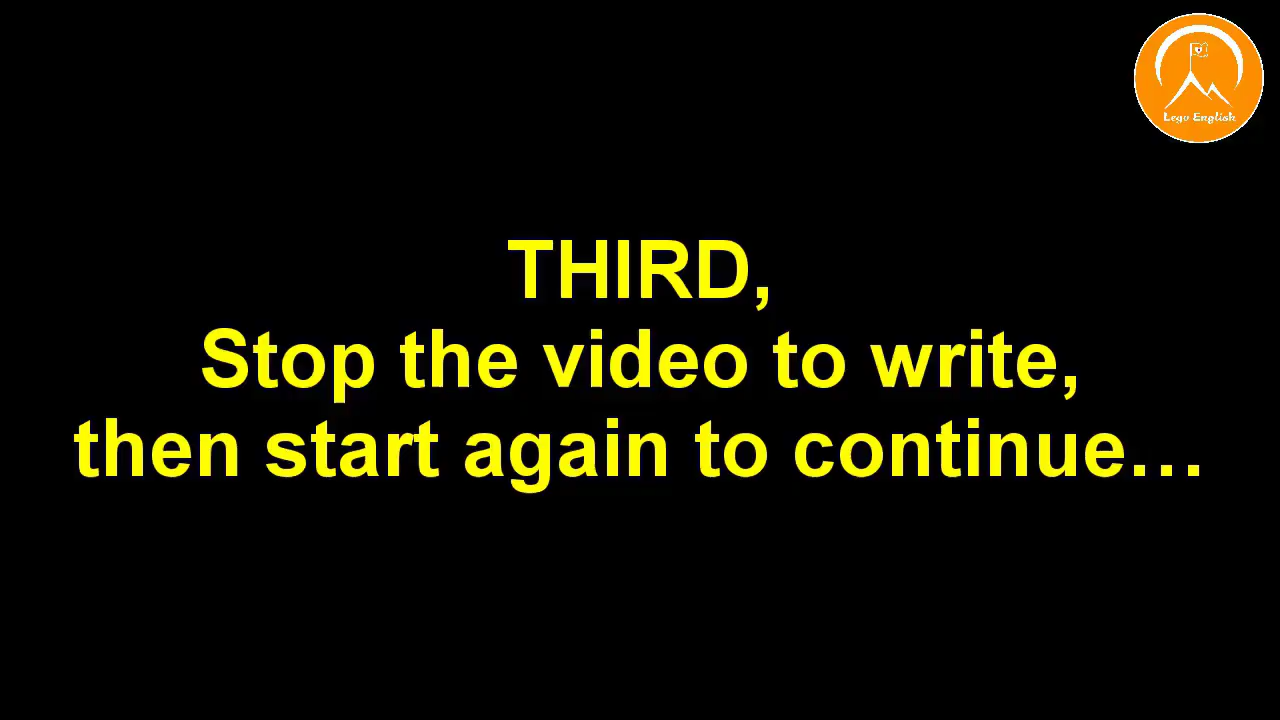 Lego English
THIRD,
Stop the video to write,
then start again to continue…